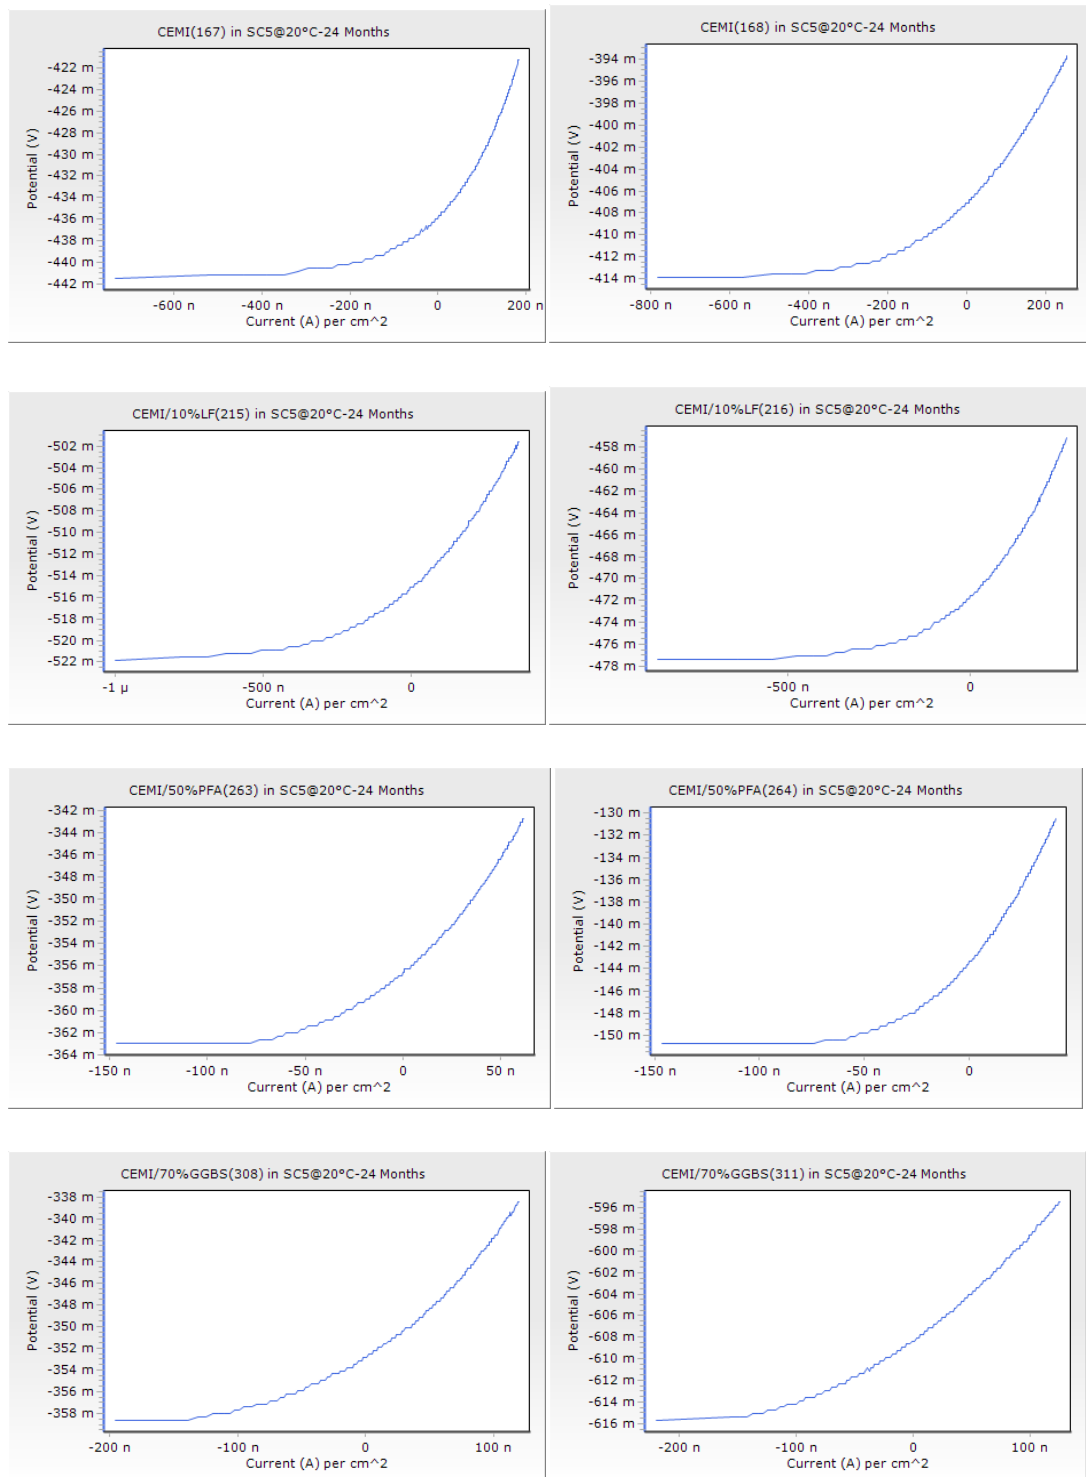 CEMI(167) in SC5@20°C-24 Months
-422 m
-424 m
-426 m
-428 m
-430 m
-432 m
-434 m
-436 m
-438 m
-440 m
-442 m
Potential (V)
-600 n -400 n -200 n 0 200 n
Current (A) per cm^2
CEMI(168) in SC5@20°C-24 Months
-394 m
-396 m
-398 m
-400 m
-402 m
-404 m
-406 m
-408 m
-410 m
-412 m
-414 m
Potential (V)
-800 n -600 n -400 n -200 n 0 200 n
Current (A) per cm^2
CEMI/10%LF(215) in SC5@20°C-24 Months
-502 m
-504 m
-506 m
-508 m
-510 m
-512 m
-514 m
-516 m
-518 m
-520 m
-522 m
Potential (V)
-1 µ -500 n 0
Current (A) per cm^2
CEMI/10%LF(216) in SC5@20°C-24 Months
-458 m
-460 m
-462 m
-464 m
-466 m
-468 m
-470 m
-472 m
-474 m
-476 m
-478 m
Potential (V)
-500 n 0
Current (A) per cm^2
CEMI/50%PFA(263) in SC5@20°C-24 Months
-342 m
-344 m
-346 m
-348 m
-350 m
-352 m
-354 m
-356 m
-358 m
-360 m
-362 m
-364 m
Potential (V)
-150 n -100 n -50 n 0 50 n
Current (A) per cm^2
CEMI/50%PFA(264) in SC5@20°C-24 Months
-130 m
-132 m
-134 m
-136 m
-138 m
-140 m
-142 m
-144 m
-146 m
-148 m
-150 m
Potential (V)
-150 n -100 n -50 n 0
Current (A) per cm^2
CEMI/70%GGBS(308) in SC5@20°C-24 Months
-338 m
-340 m
-342 m
-344 m
-346 m
-348 m
-350 m
-352 m
-354 m
-356 m
-358 m
Potential (V)
-200 n -100 n 0 100 n
Current (A) per cm^2
CEMI/70%GGBS(311) in SC5@20°C-24 Months
-596 m
-598 m
-600 m
-602 m
-604 m
-606 m
-608 m
-610 m
-612 m
-614 m
-616 m
Potential (V)
-200 n -100 n 0 100 n
Current (A) per cm^2